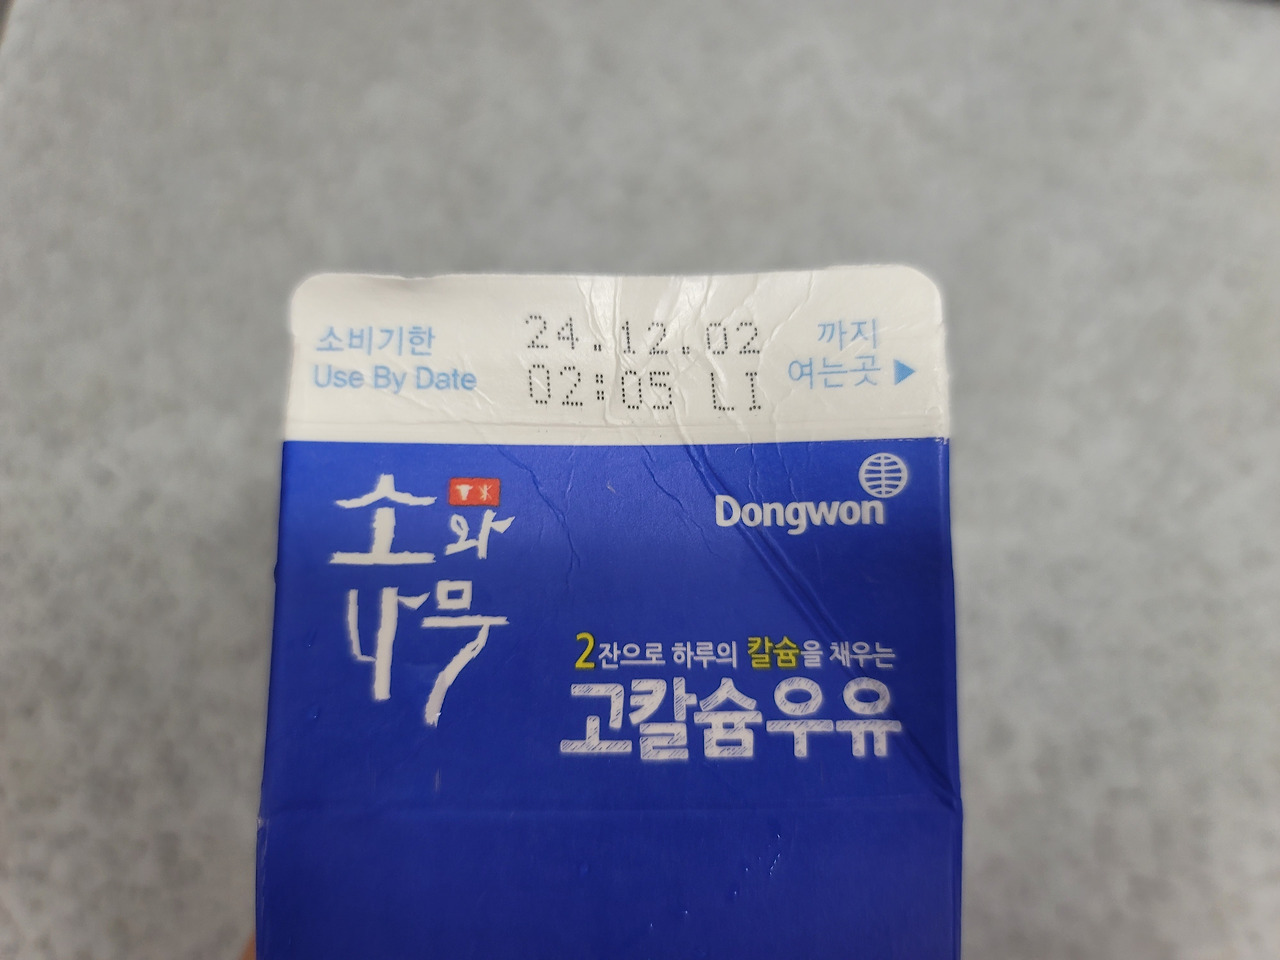 소비기한 24.12.02 까지
Use By Date 02:05 LI 여는곳 ▶
소와
나무
Dongwon
2잔으로 하루의 칼슘을 채우는
고칼슘우유